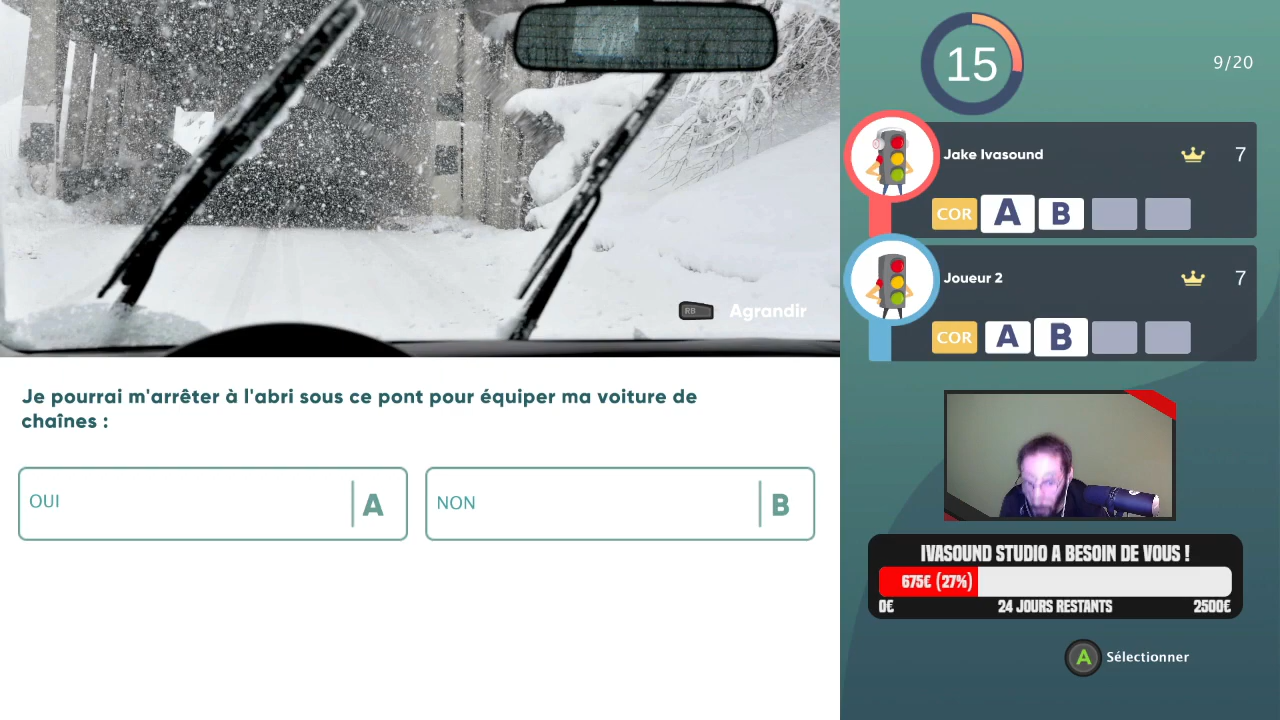 15
9/20
Jake Ivasound
7
COR A B
Joueur 2
7
COR A B
RB Agrandir
Je pourrai m'arrêter à l'abri sous ce pont pour équiper ma voiture de
chaînes :
OUI A
NON B
IVASOUND STUDIO A BESOIN DE VOUS !
675€ (27%)
0€ 24 JOURS RESTANTS 2500€
A Sélectionner